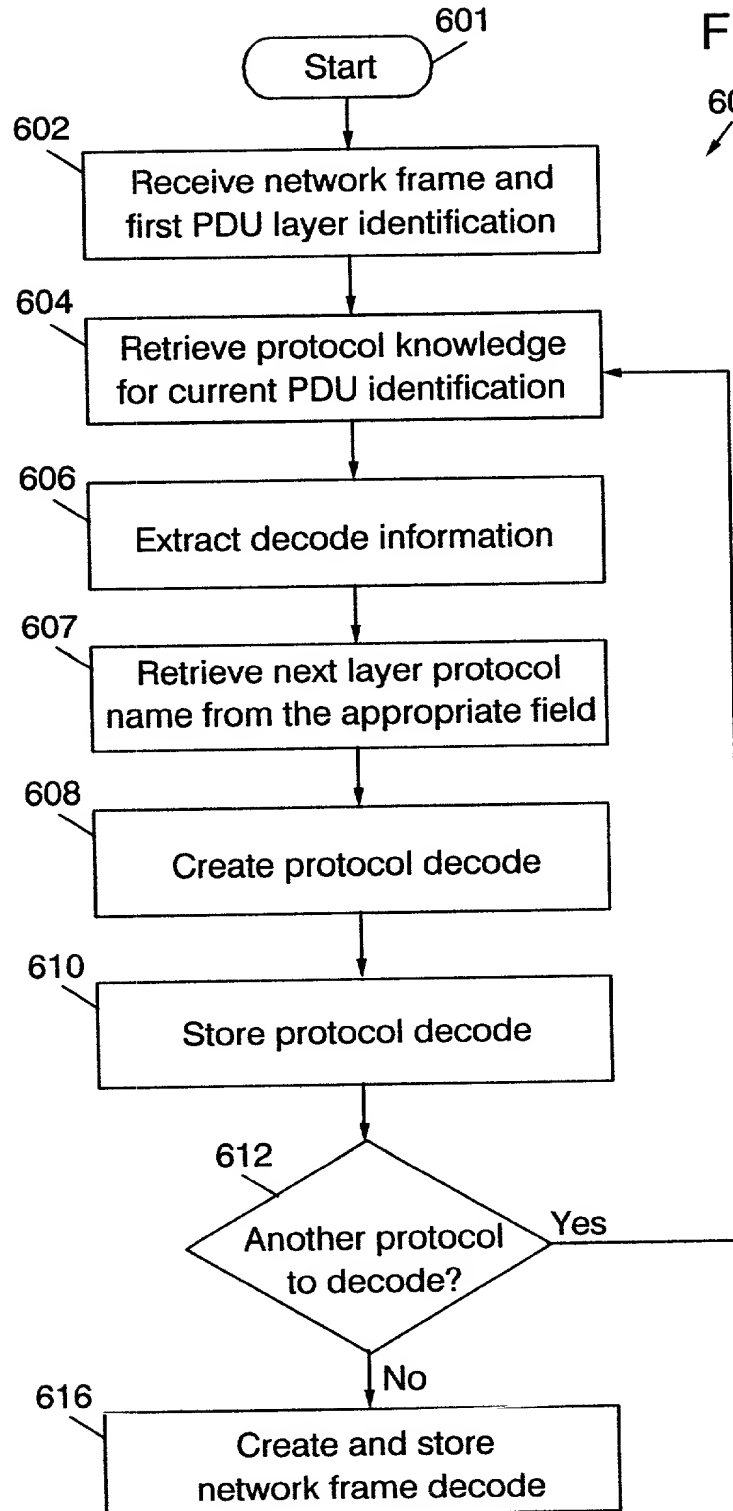 601
Start
F
602
Receive network frame and
first PDU layer identification
604
Retrieve protocol knowledge
for current PDU identification
606
Extract decode information
607
Retrieve next layer protocol
name from the appropriate field
608
Create protocol decode
610
Store protocol decode
612
Another protocol
to decode?
Yes
No
616
Create and store
network frame decode